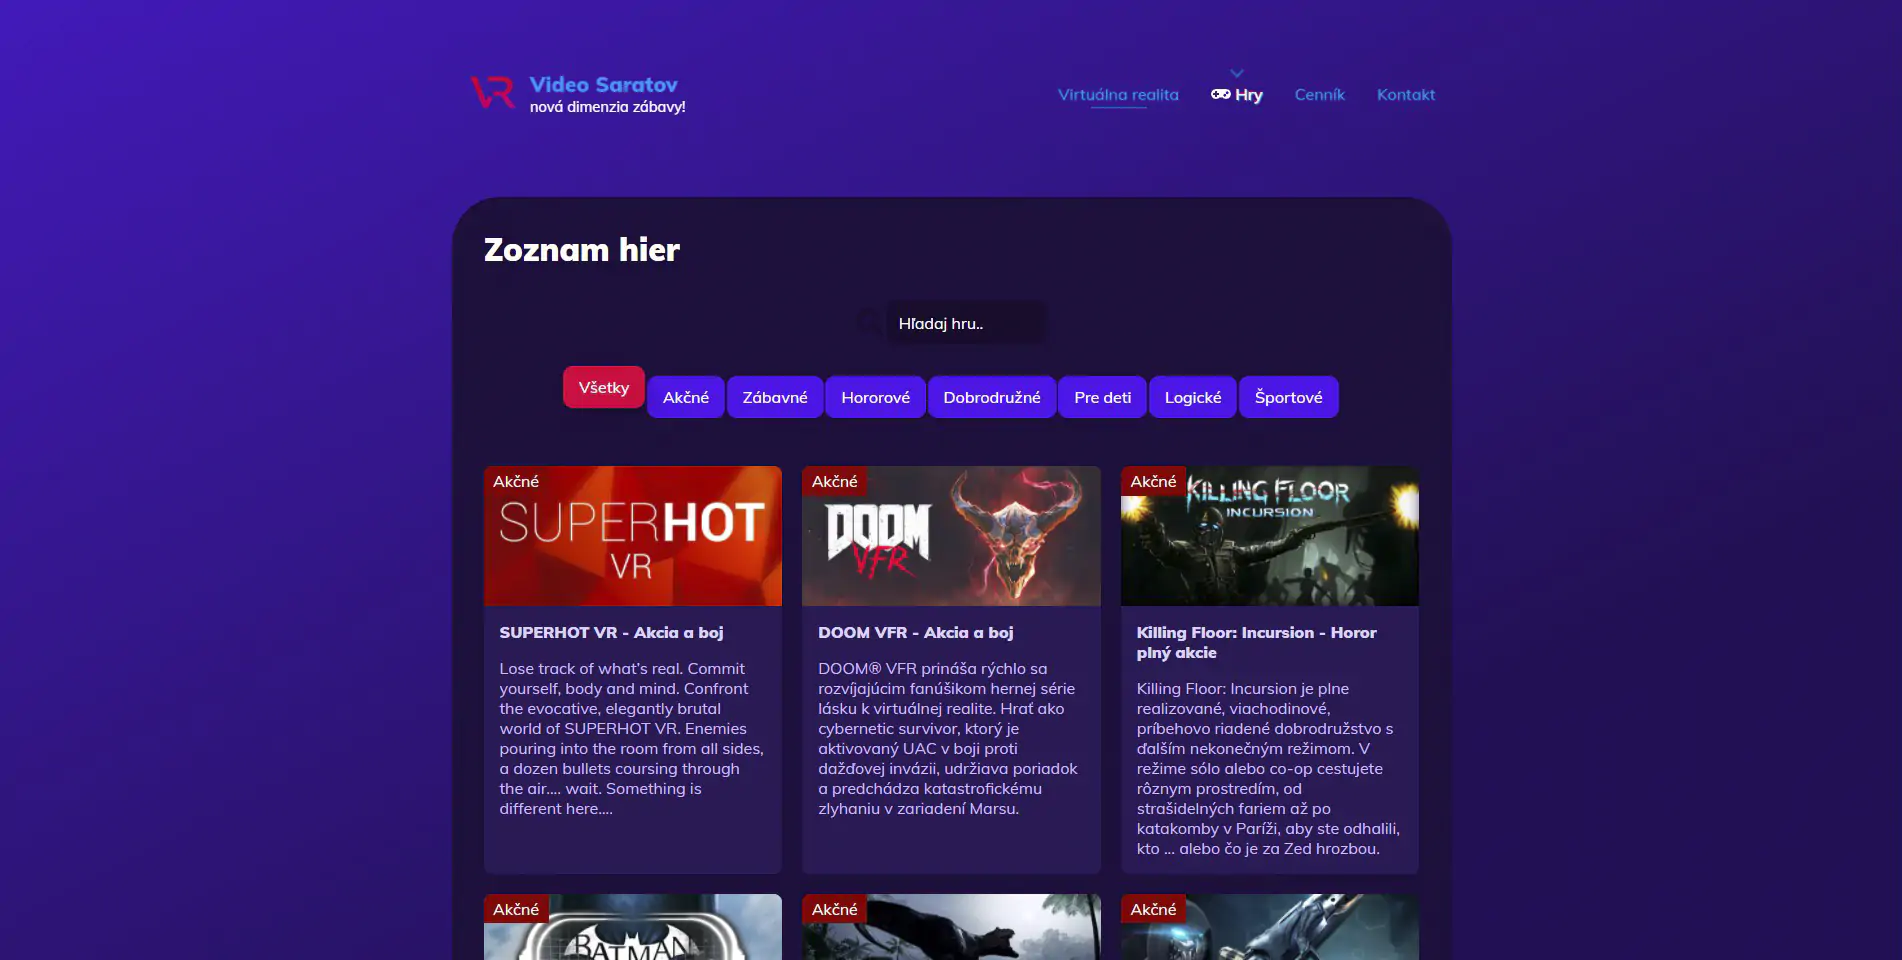 VR
Video Saratov
nová dimenzia zábavy!
Virtuálna realita
Hry
Cenník
Kontakt
Zoznam hier
Hľadaj hru..
Všetky
Akčné
Zábavné
Hororové
Dobrodružné
Pre deti
Logické
Športové
Akčné
SUPERHOT
VR
SUPERHOT VR - Akcia a boj
Lose track of what's real. Commit
yourself, body and mind. Confront
the evocative, elegantly brutal
world of SUPERHOT VR. Enemies
pouring into the room from all sides,
a dozen bullets coursing through
the air.... wait. Something is
different here....
Akčné
DOOM
VFR
DOOM VFR - Akcia a boj
DOOM® VFR prináša rýchlo sa
rozvíjajúcim fanúšikom hernej série
lásku k virtuálnej realite. Hrať ako
cybernetic survivor, ktorý je
aktivovaný UAC v boji proti
dažďovej invázii, udržiava poriadok
a predchádza katastrofickému
zlyhaniu v zariadení Marsu.
Akčné
KILLING FLOOR
INCURSION
Killing Floor: Incursion - Horor
plný akcie
Killing Floor: Incursion je plne
realizované, viachodinové,
príbehovo riadené dobrodružstvo s
ďalším nekonečným režimom. V
režime sólo alebo co-op cestujete
rôznym prostredím, od
strašidelných fariem až po
katakomby v Paríži, aby ste odhalili,
kto ... alebo čo je za Zed hrozbou.
Akčné
BATMAN
Akčné
Akčné